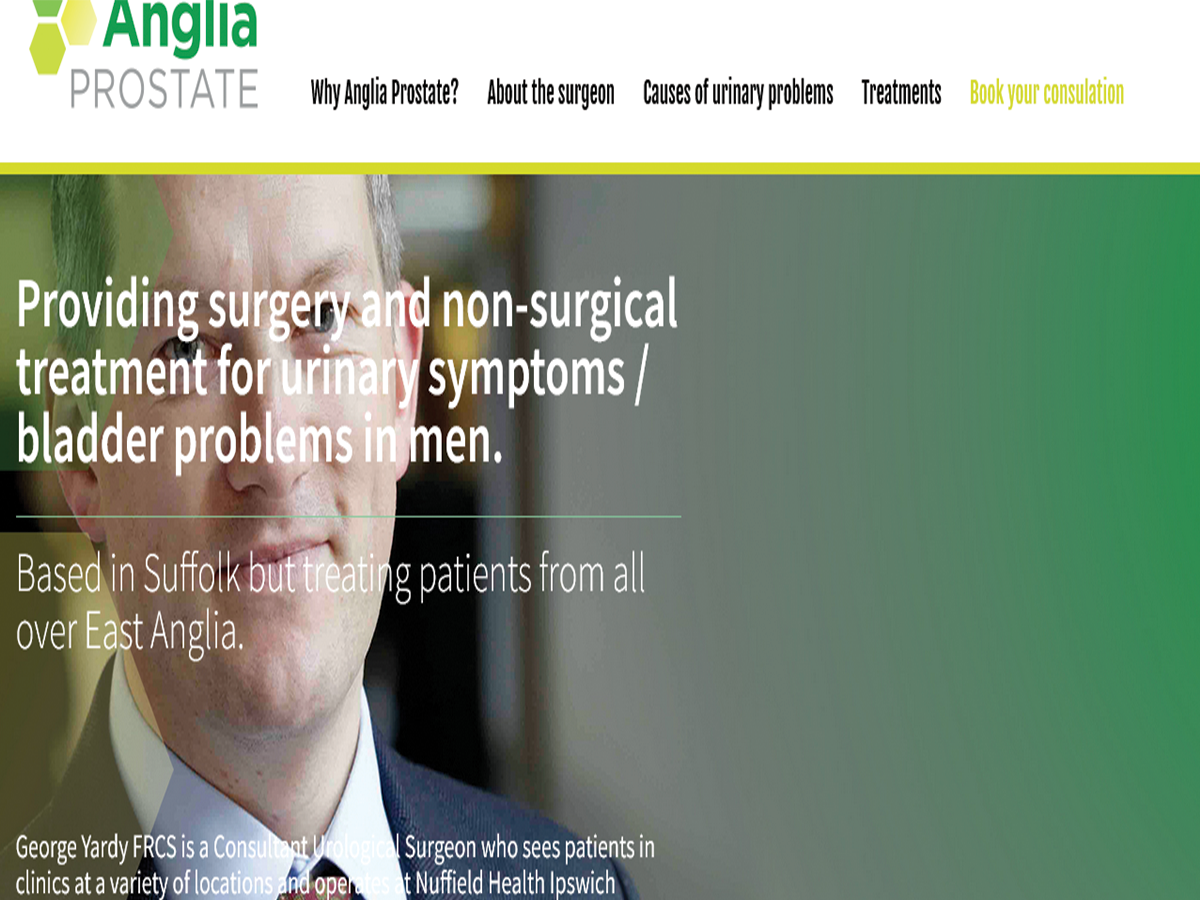 Anglia
PROSTATE
Why Anglia Prostate? About the surgeon Causes of urinary problems Treatments Book your consulation
Providing surgery and non-surgical
treatment for urinary symptoms /
bladder problems in men.
Based in Suffolk but treating patients from all
over East Anglia.
George Yardy FRCS is a Consultant Urological Surgeon who sees patients in
clinics at a variety of locations and operates at Nuffield Health Ipswich